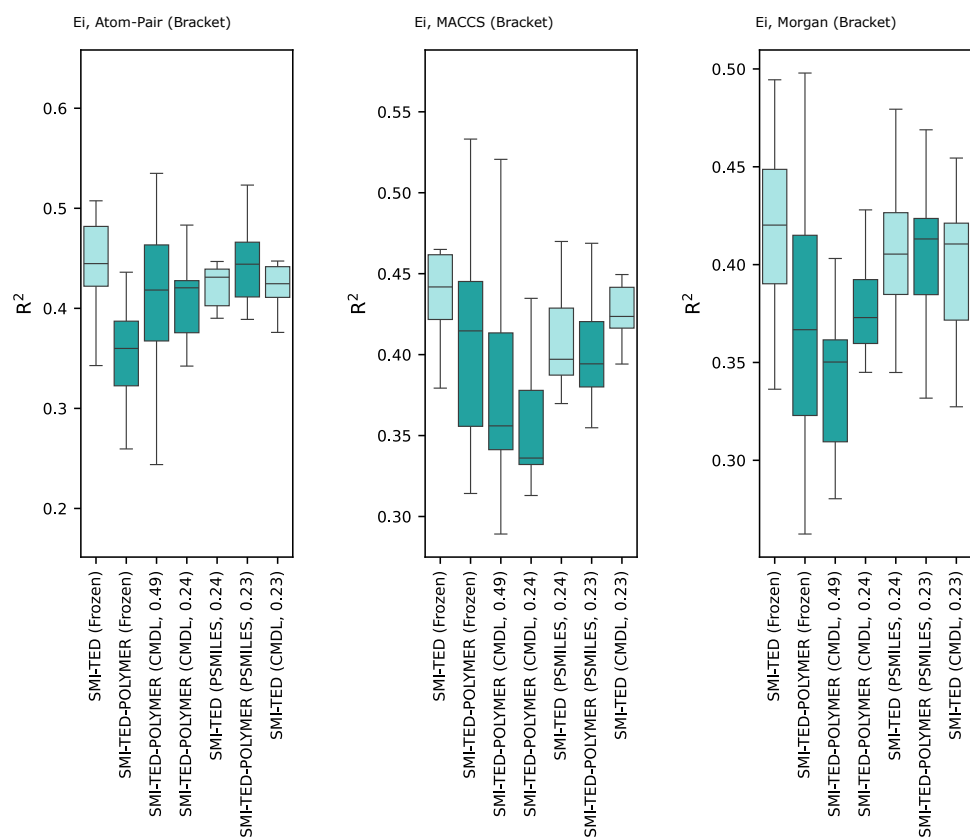 Ei, Atom-Pair (Bracket)
0.6
0.5
0.4
0.3
0.2
R²
SMI-TED (Frozen)
SMI-TED-POLYMER (Frozen)
SMI-TED-POLYMER (CMDL, 0.49)
SMI-TED-POLYMER (CMDL, 0.24)
SMI-TED (PSMILES, 0.24)
SMI-TED-POLYMER (PSMILES, 0.23)
SMI-TED (CMDL, 0.23)
Ei, MACCS (Bracket)
0.55
0.50
0.45
0.40
0.35
0.30
R²
SMI-TED (Frozen)
SMI-TED-POLYMER (Frozen)
SMI-TED-POLYMER (CMDL, 0.49)
SMI-TED-POLYMER (CMDL, 0.24)
SMI-TED (PSMILES, 0.24)
SMI-TED-POLYMER (PSMILES, 0.23)
SMI-TED (CMDL, 0.23)
Ei, Morgan (Bracket)
0.50
0.45
0.40
0.35
0.30
R²
SMI-TED (Frozen)
SMI-TED-POLYMER (Frozen)
SMI-TED-POLYMER (CMDL, 0.49)
SMI-TED-POLYMER (CMDL, 0.24)
SMI-TED (PSMILES, 0.24)
SMI-TED-POLYMER (PSMILES, 0.23)
SMI-TED (CMDL, 0.23)